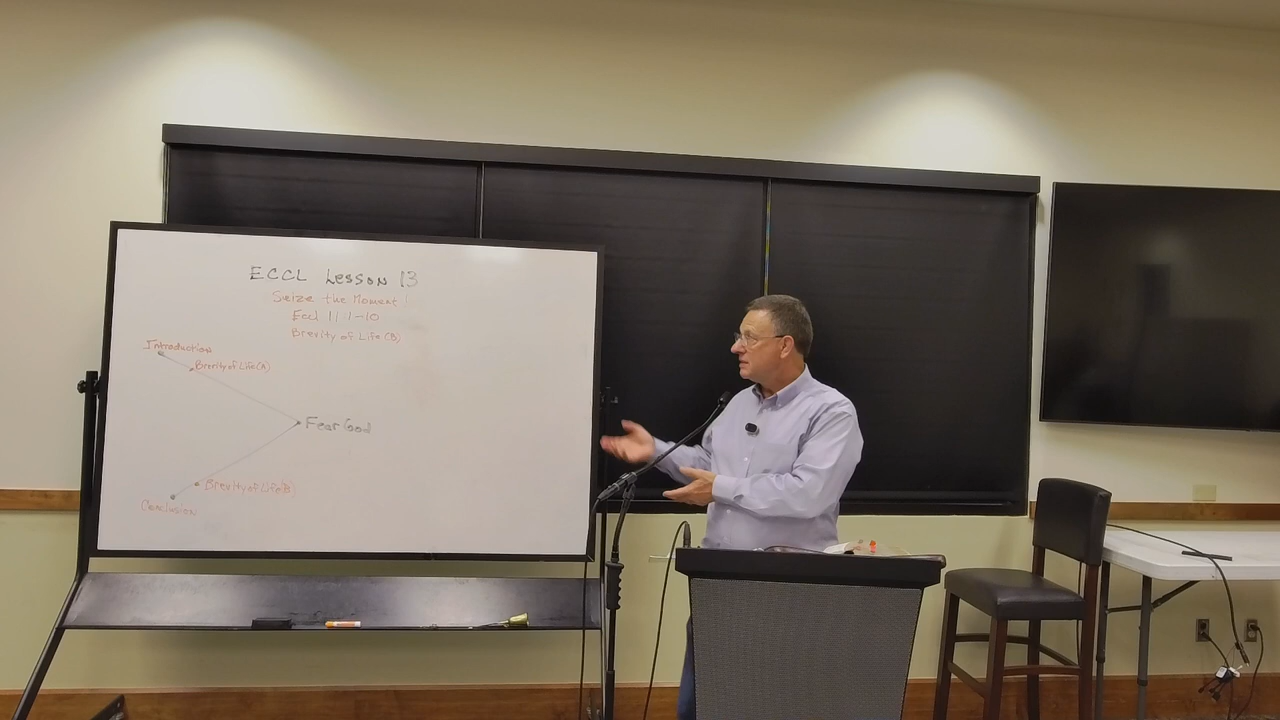 ECCL Lesson 13
Seize the Moment!
Eccl 11:1-10
Brevity of Life (B)
Introduction
Brevity of Life (A)
Fear God
Brevity of Life (B)
Conclusion